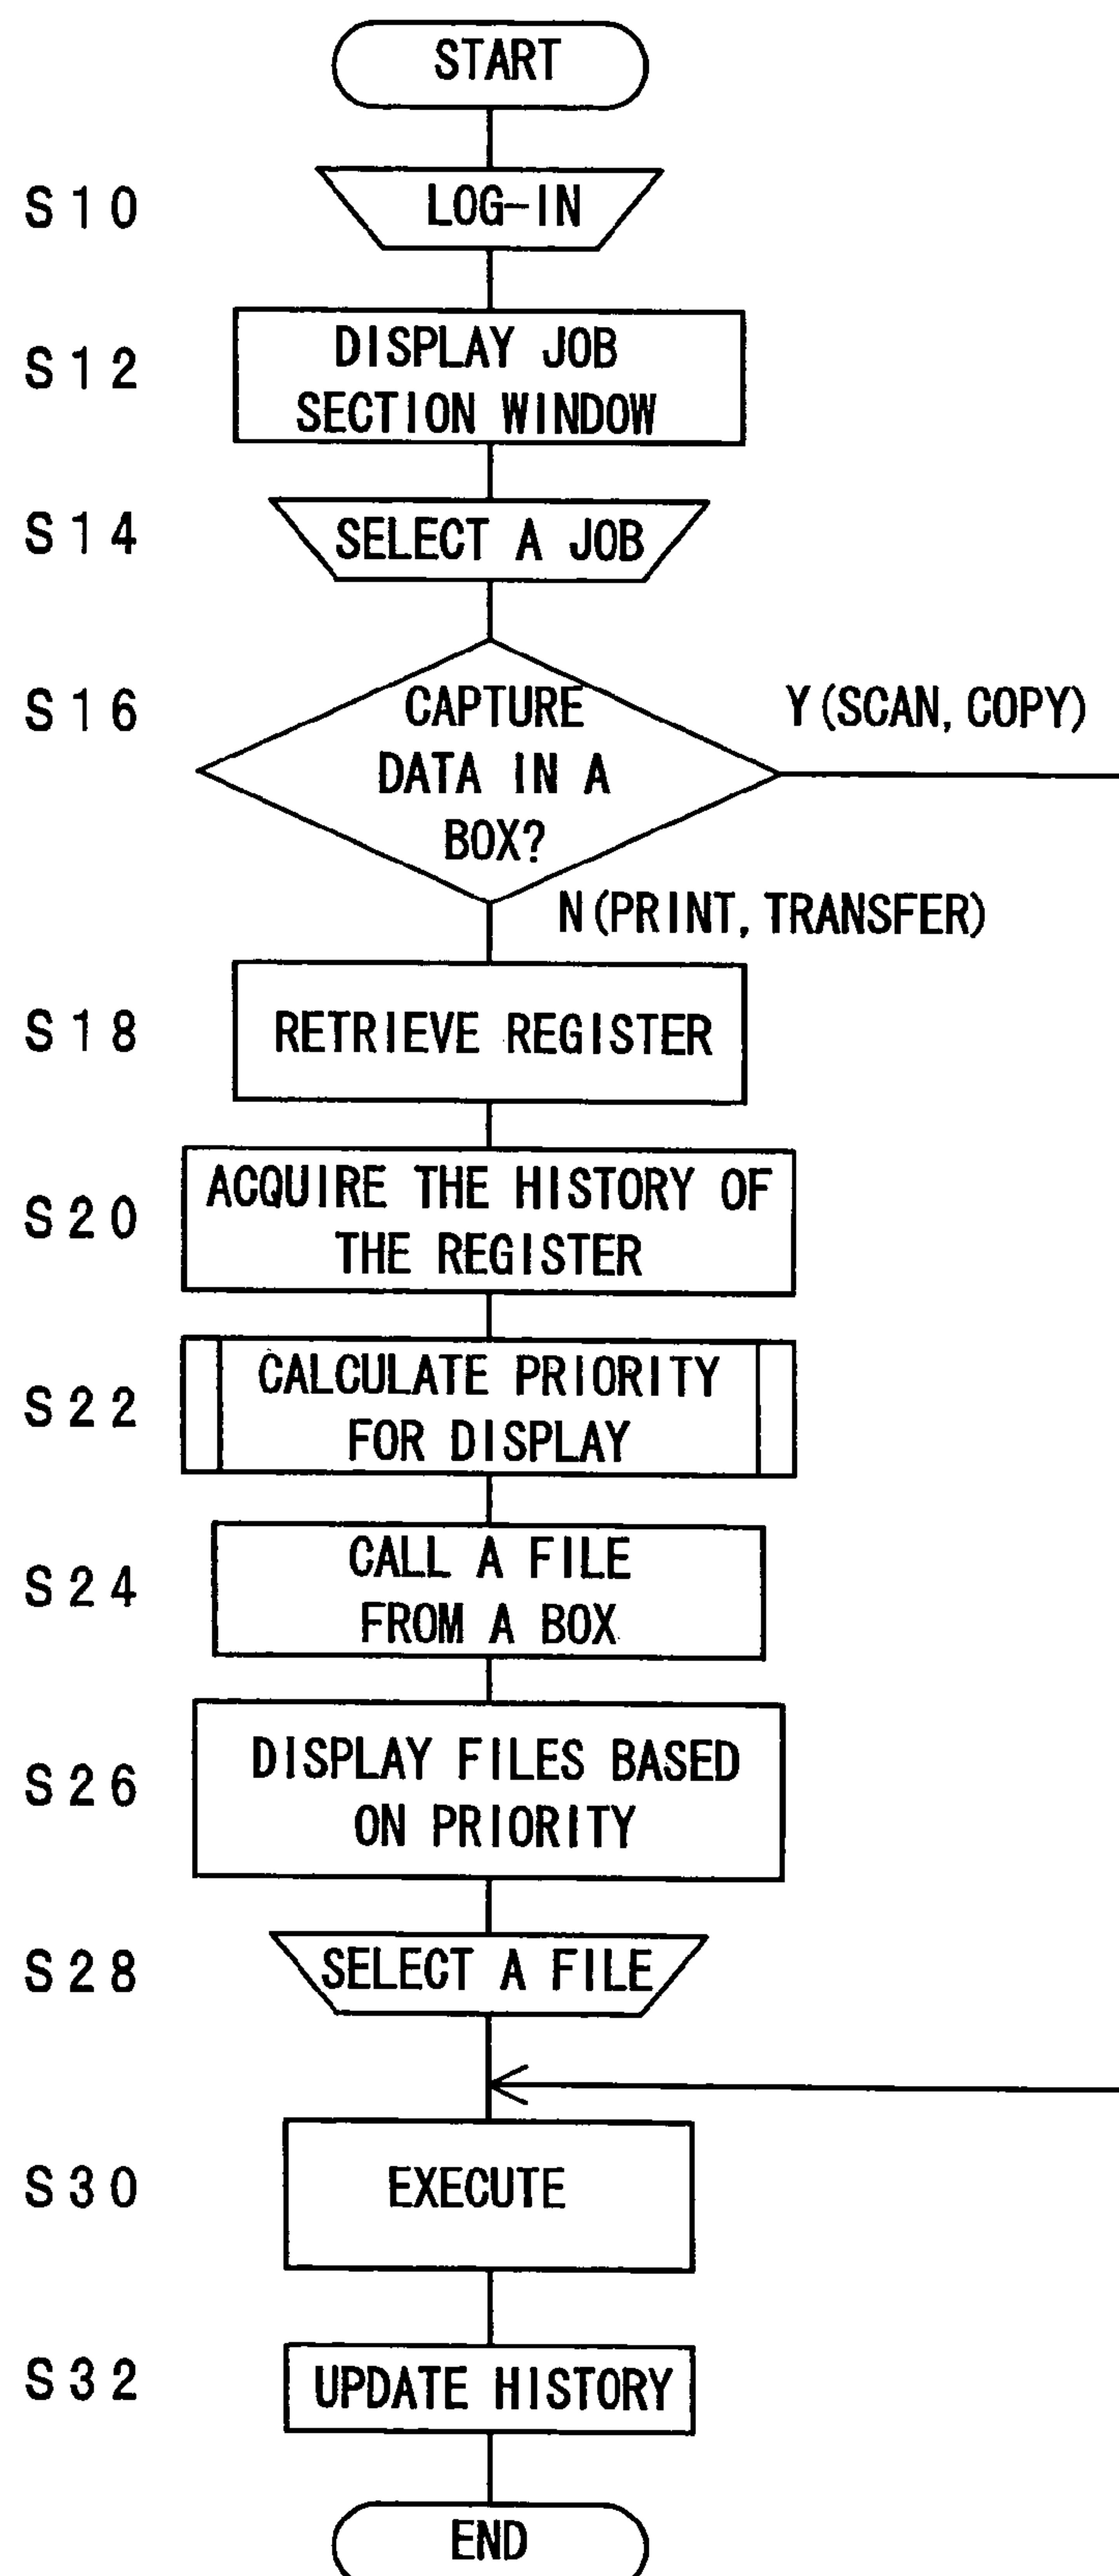 START
S10
LOG-IN
S12
DISPLAY JOB
SECTION WINDOW
S14
SELECT A JOB
S16
CAPTURE
DATA IN A
BOX?
Y(SCAN, COPY)
N(PRINT, TRANSFER)
S18
RETRIEVE REGISTER
S20
ACQUIRE THE HISTORY OF
THE REGISTER
S22
CALCULATE PRIORITY
FOR DISPLAY
S24
CALL A FILE
FROM A BOX
S26
DISPLAY FILES BASED
ON PRIORITY
S28
SELECT A FILE
S30
EXECUTE
S32
UPDATE HISTORY
END